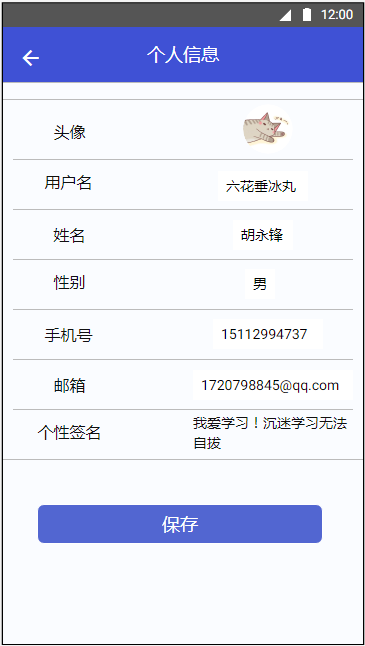 12:00
个人信息
头像
用户名 六花垂冰丸
姓名 胡永锋
性别 男
手机号 15112994737
邮箱 1720798845@qq.com
个性签名 我爱学习！沉迷学习无法
自拔
保存